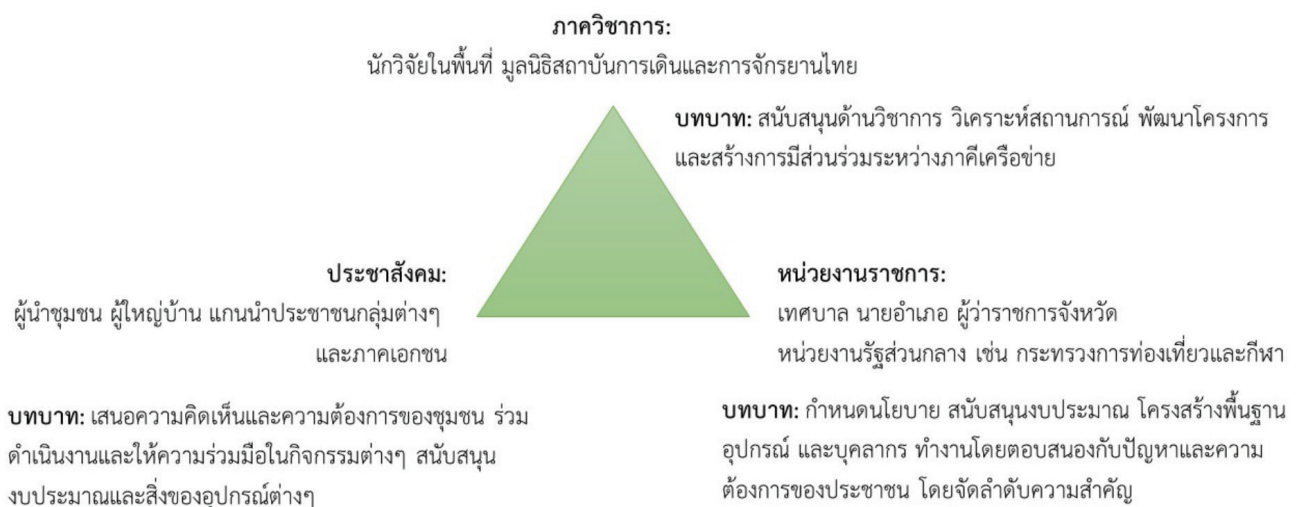 ภาควิชาการ:
นักวิจัยในพื้นที่ มูลนิธิสถาบันการเดินและการจักรยานไทย
บทบาท: สนับสนุนด้านวิชาการ วิเคราะห์สถานการณ์ พัฒนาโครงการ
และสร้างการมีส่วนร่วมระหว่างภาคีเครือข่าย
ประชาสังคม:
ผู้นำชุมชน ผู้ใหญ่บ้าน แกนนำประชาชนกลุ่มต่างๆ
และภาคเอกชน
บทบาท: เสนอความคิดเห็นและความต้องการของชุมชน ร่วม
ดำเนินงานและให้ความร่วมมือในกิจกรรมต่างๆ สนับสนุน
งบประมาณและสิ่งของอุปกรณ์ต่างๆ
หน่วยงานราชการ:
เทศบาล นายอำเภอ ผู้ว่าราชการจังหวัด
หน่วยงานรัฐส่วนกลาง เช่น กระทรวงการท่องเที่ยวและกีฬา
บทบาท: กำหนดนโยบาย สนับสนุนงบประมาณ โครงสร้างพื้นฐาน
อุปกรณ์ และบุคลากร ทำงานโดยตอบสนองกับปัญหาและความ
ต้องการของประชาชน โดยจัดลำดับความสำคัญ